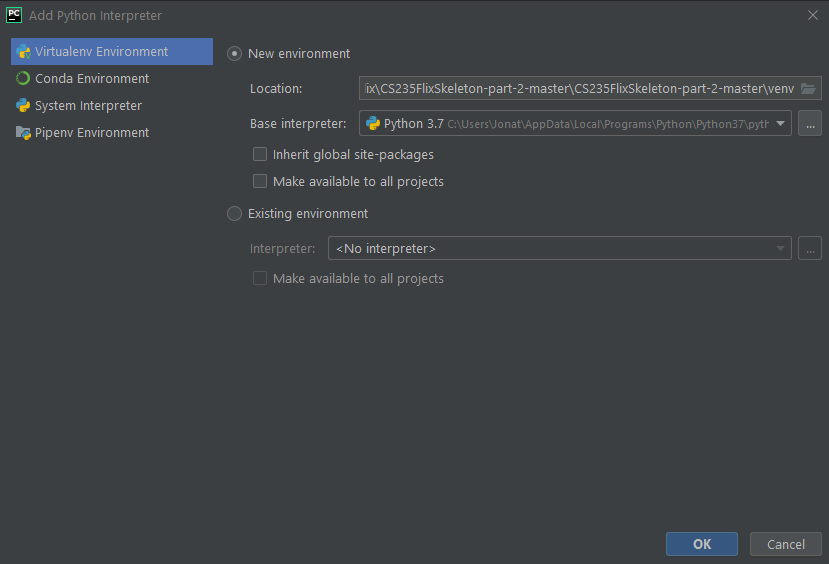 PC Add Python Interpreter
Virtualenv Environment
Conda Environment
System Interpreter
Pipenv Environment
New environment
Location: ix\CS235FlixSkeleton-part-2-master\CS235FlixSkeleton-part-2-master\venv
Base interpreter: Python 3.7 C:\Users\Jonat\AppData\Local\Programs\Python\Python37\pyth ...
Inherit global site-packages
Make available to all projects
Existing environment
Interpreter: <No interpreter> ...
Make available to all projects
OK Cancel